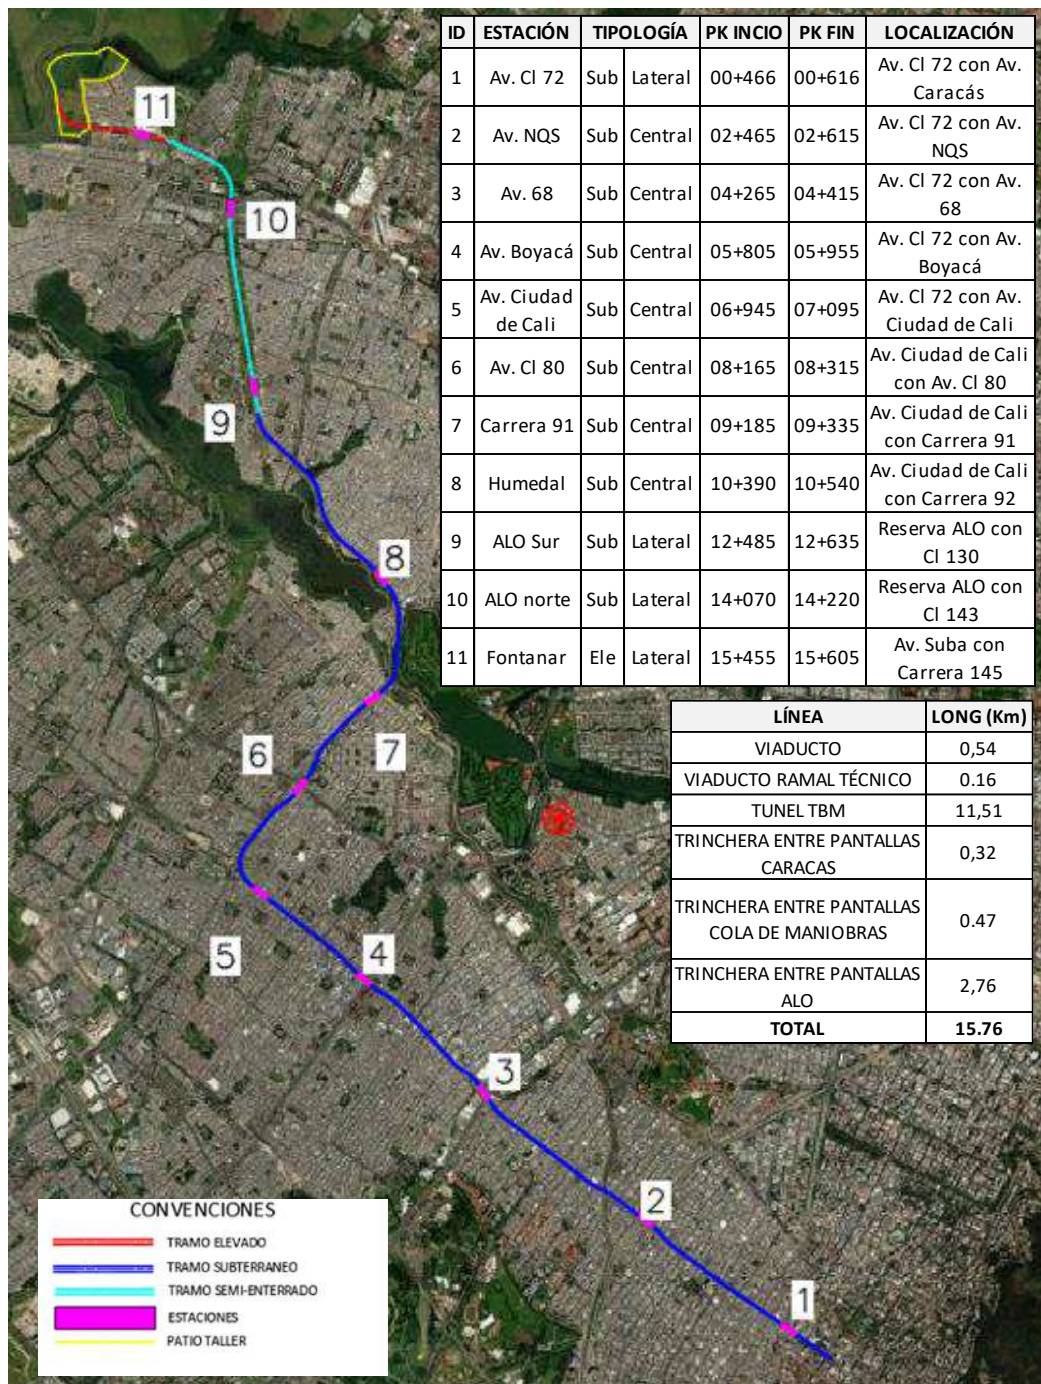 ID ESTACIÓN TIPOLOGÍA PK INCIO PK FIN LOCALIZACIÓN
1 Av. Cl 72 Sub Lateral 00+466 00+616 Av. Cl 72 con Av.
Caracás
2 Av. NQS Sub Central 02+465 02+615 Av. Cl 72 con Av.
NQS
3 Av. 68 Sub Central 04+265 04+415 Av. Cl 72 con Av.
68
4 Av. Boyacá Sub Central 05+805 05+955 Av. Cl 72 con Av.
Boyacá
5 Av. Ciudad de Cali Sub Central 06+945 07+095 Av. Cl 72 con Av.
Ciudad de Cali
6 Av. Cl 80 Sub Central 08+165 08+315 Av. Ciudad de Cali
con Av. Cl 80
7 Carrera 91 Sub Central 09+185 09+335 Av. Ciudad de Cali
con Carrera 91
8 Humedal Sub Central 10+390 10+540 Av. Ciudad de Cali
con Carrera 92
9 ALO Sur Sub Lateral 12+485 12+635 Reserva ALO con
Cl 130
10 ALO norte Sub Lateral 14+070 14+220 Reserva ALO con
Cl 143
11 Fontanar Ele Lateral 15+455 15+605 Av. Suba con
Carrera 145
LÍNEA LONG (Km)
VIADUCTO 0,54
VIADUCTO RAMAL TÉCNICO 0.16
TUNEL TBM 11,51
TRINCHERA ENTRE PANTALLAS
CARACAS 0,32
TRINCHERA ENTRE PANTALLAS
COLA DE MANIOBRAS 0.47
TRINCHERA ENTRE PANTALLAS
ALO 2,76
TOTAL 15.76
11
10
9
8
7
6
5
4
3
2
1
CONVENCIONES
TRAMO ELEVADO
TRAMO SUBTERRANEO
TRAMO SEMI-ENTERRADO
ESTACIONES
PATIO TALLER